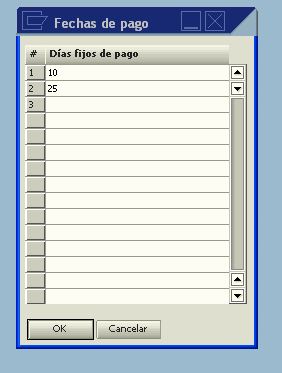 Fechas de pago
# Días fijos de pago
1 10
2 25
3
OK Cancelar